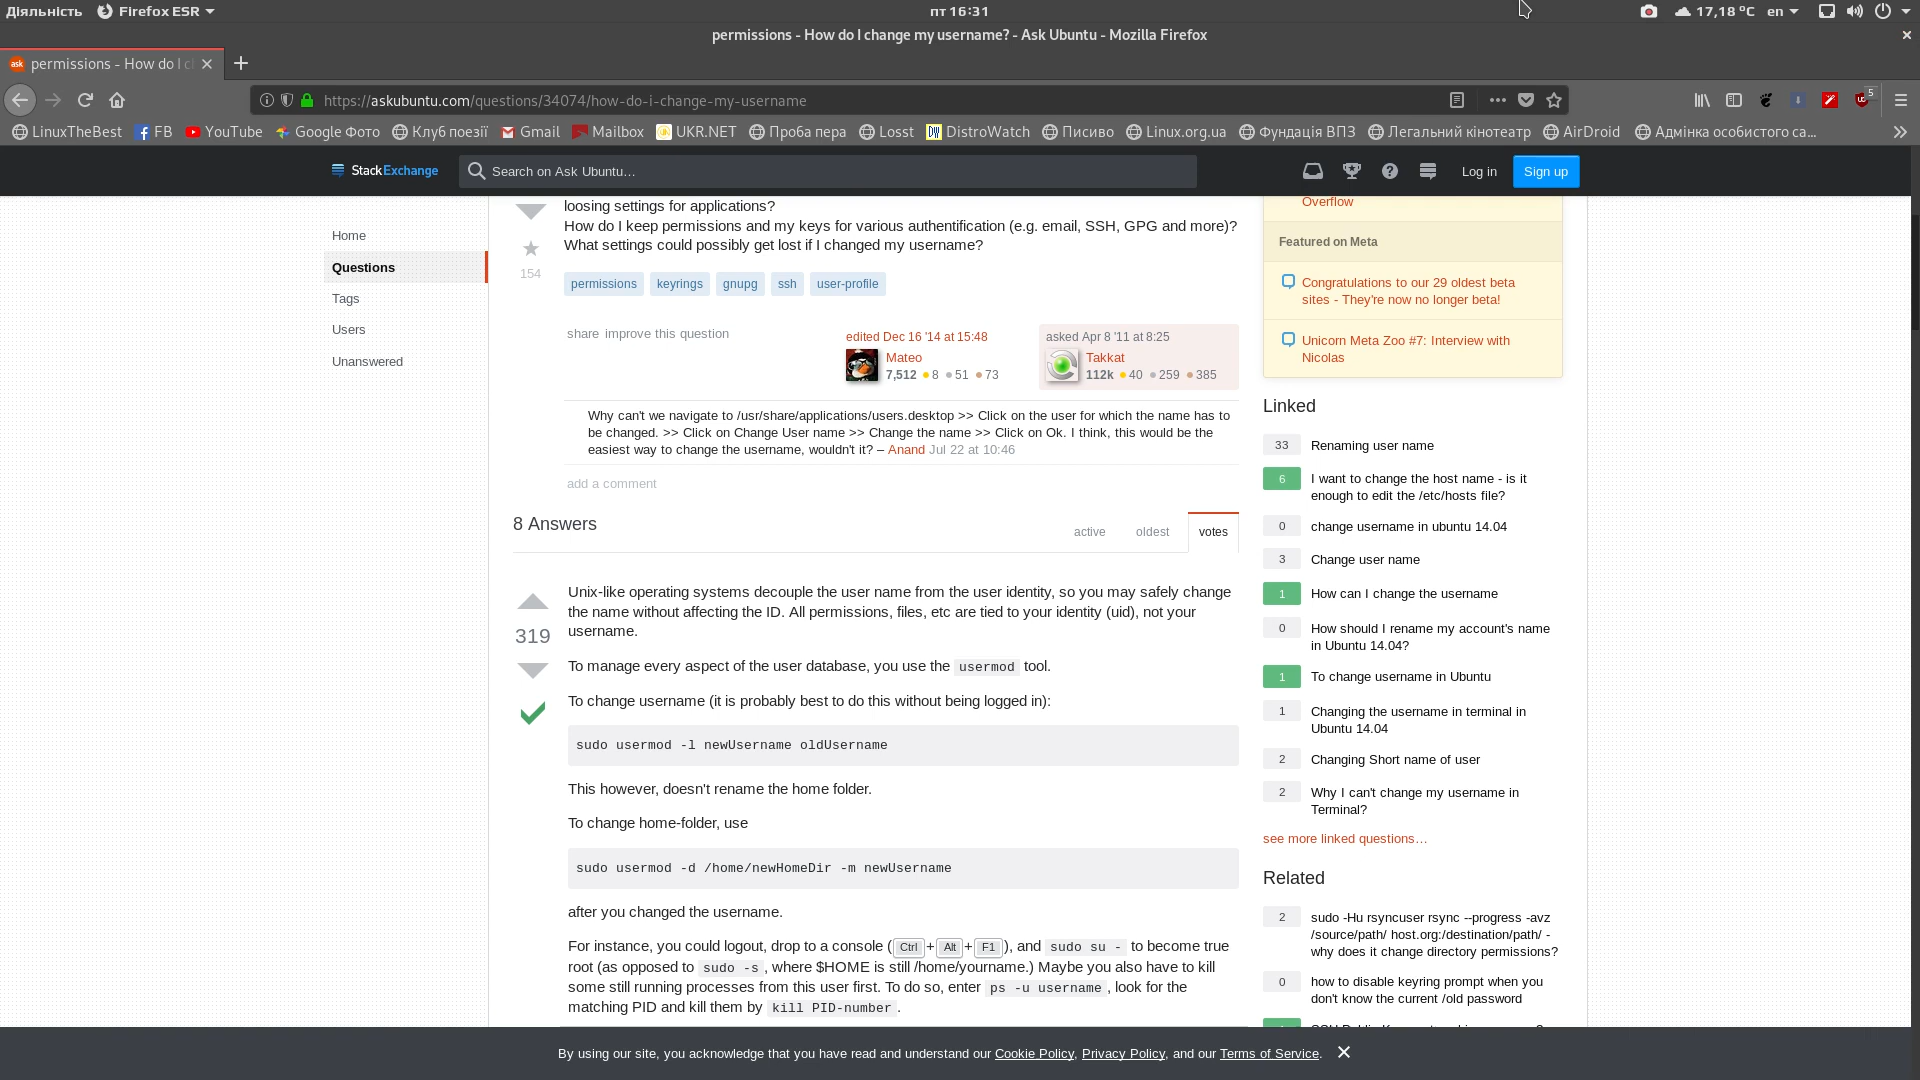 Діяльність Firefox ESR пт 16:31 17,18 °C en
permissions - How do I change my username? - Ask Ubuntu - Mozilla Firefox
permissions - How do I c
https://askubuntu.com/questions/34074/how-do-i-change-my-username 5
LinuxTheBest FB YouTube Google Фото Клуб поезії Gmail Mailbox UKR.NET Проба пера Losst DistroWatch Писиво Linux.org.ua Фундація ВПЗ Легальний кінотеатр AirDroid Адмінка особистого са...
StackExchange Search on Ask Ubuntu… Log in Sign up
Home
Questions
Tags
Users
Unanswered
loosing settings for applications?
How do I keep permissions and my keys for various authentification (e.g. email, SSH, GPG and more)?
What settings could possibly get lost if I changed my username?
154
permissions keyrings gnupg ssh user-profile
share improve this question
edited Dec 16 '14 at 15:48
Mateo
7,512 8 51 73
asked Apr 8 '11 at 8:25
Takkat
112k 40 259 385
Why can't we navigate to /usr/share/applications/users.desktop >> Click on the user for which the name has to
be changed. >> Click on Change User name >> Change the name >> Click on Ok. I think, this would be the
easiest way to change the username, wouldn't it? – Anand Jul 22 at 10:46
add a comment
8 Answers
active oldest votes
319
Unix-like operating systems decouple the user name from the user identity, so you may safely change
the name without affecting the ID. All permissions, files, etc are tied to your identity (uid), not your
username.
To manage every aspect of the user database, you use the usermod tool.
To change username (it is probably best to do this without being logged in):
sudo usermod -l newUsername oldUsername
This however, doesn't rename the home folder.
To change home-folder, use
sudo usermod -d /home/newHomeDir -m newUsername
after you changed the username.
For instance, you could logout, drop to a console (Ctrl+Alt+F1), and sudo su - to become true
root (as opposed to sudo -s, where $HOME is still /home/yourname.) Maybe you also have to kill
some still running processes from this user first. To do so, enter ps -u username, look for the
matching PID and kill them by kill PID-number.
Overflow
Featured on Meta
Congratulations to our 29 oldest beta
sites - They're now no longer beta!
Unicorn Meta Zoo #7: Interview with
Nicolas
Linked
33 Renaming user name
6 I want to change the host name - is it
enough to edit the /etc/hosts file?
0 change username in ubuntu 14.04
3 Change user name
1 How can I change the username
0 How should I rename my account's name
in Ubuntu 14.04?
1 To change username in Ubuntu
1 Changing the username in terminal in
Ubuntu 14.04
2 Changing Short name of user
2 Why I can't change my username in
Terminal?
see more linked questions…
Related
2 sudo -Hu rsyncuser rsync --progress -avz
/source/path/ host.org:/destination/path/ -
why does it change directory permissions?
0 how to disable keyring prompt when you
don't know the current /old password
By using our site, you acknowledge that you have read and understand our Cookie Policy, Privacy Policy, and our Terms of Service.